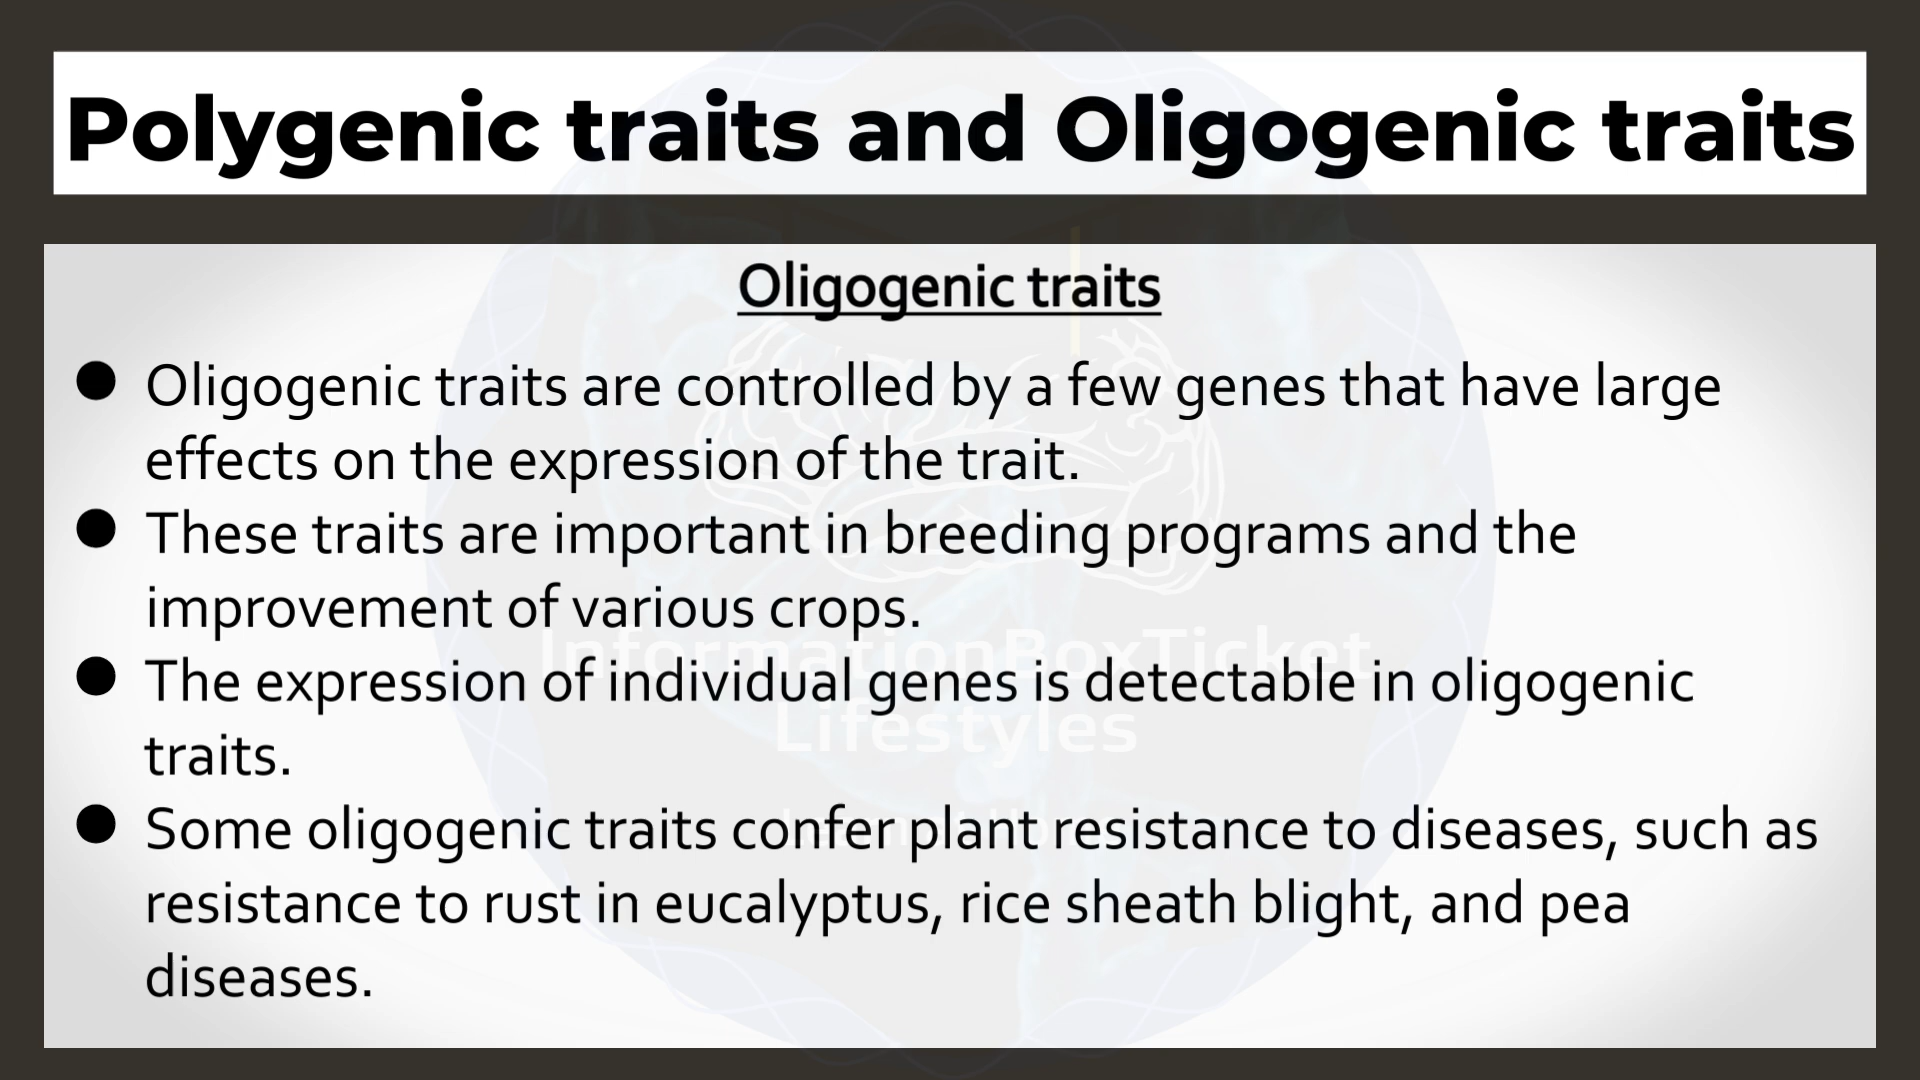 Polygenic traits and Oligogenic traits
Oligogenic traits
● Oligogenic traits are controlled by a few genes that have large
effects on the expression of the trait.
● These traits are important in breeding programs and the
improvement of various crops.
InformationBoxTicket
● The expression of individual genes is detectable in oligogenic
Lifestyles
traits.
● Some oligogenic traits confer plant resistance to diseases, such as
resistance to rust in eucalyptus, rice sheath blight, and pea
diseases.